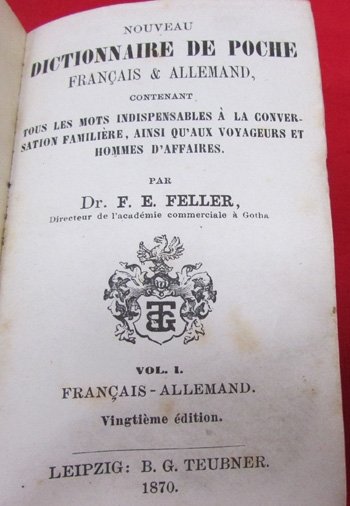 NOUVEAU
DICTIONNAIRE DE POCHE
FRANÇAIS & ALLEMAND,
CONTENANT
TOUS LES MOTS INDISPENSABLES À LA CONVER-
SATION FAMILIÈRE, AINSI QU'AUX VOYAGEURS ET
HOMMES D'AFFAIRES.
PAR
Dr. F. E. FELLER,
Directeur de l'académie commerciale à Gotha
VOL. I.
FRANÇAIS-ALLEMAND.
Vingtième édition.
LEIPZIG: B. G. TEUBNER.
1870.